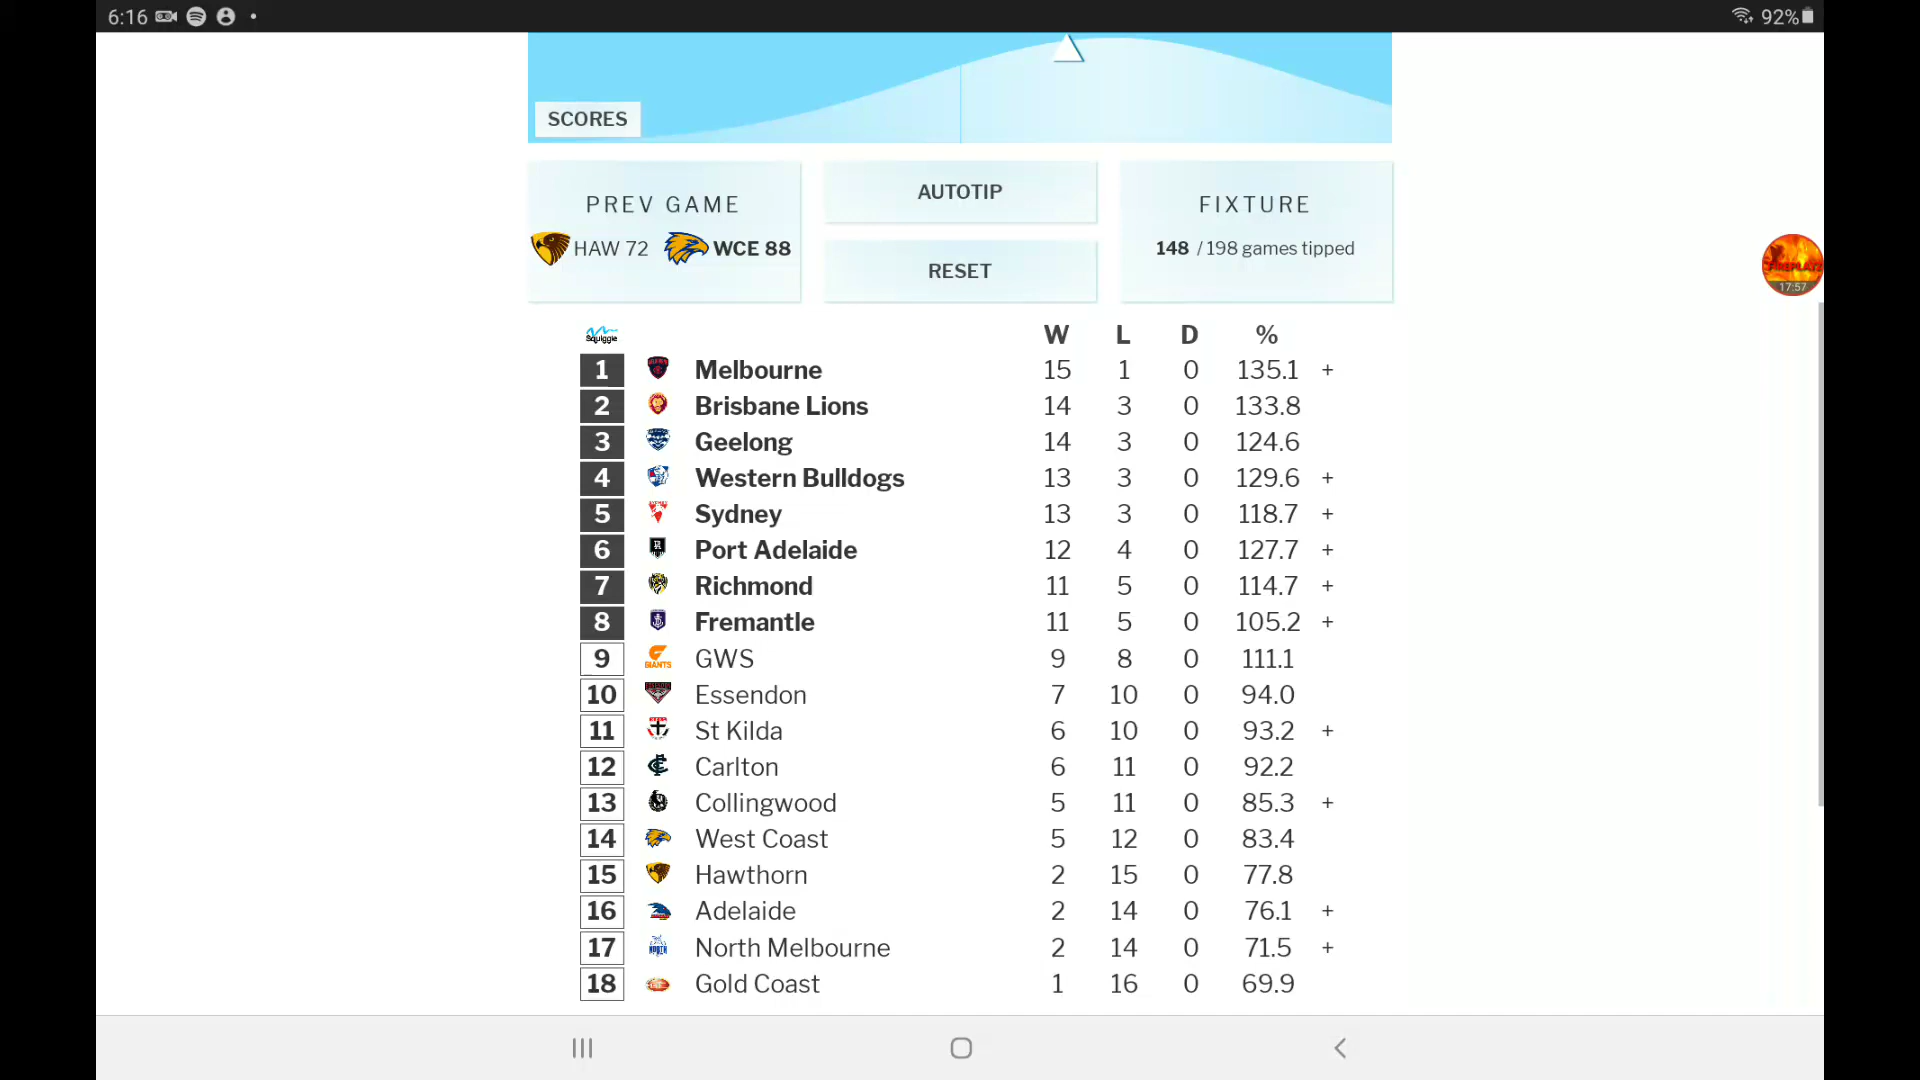 6:16 92%
SCORES
PREV GAME
HAW 72 WCE 88
AUTOTIP
RESET
FIXTURE
148 / 198 games tipped
FIREPLATZ
17:57
Squiggle W L D %
1 Melbourne 15 1 0 135.1 +
2 Brisbane Lions 14 3 0 133.8
3 Geelong 14 3 0 124.6
4 Western Bulldogs 13 3 0 129.6 +
5 Sydney 13 3 0 118.7 +
6 Port Adelaide 12 4 0 127.7 +
7 Richmond 11 5 0 114.7 +
8 Fremantle 11 5 0 105.2 +
9 GIANTS GWS 9 8 0 111.1
10 Essendon 7 10 0 94.0
11 St Kilda 6 10 0 93.2 +
12 Carlton 6 11 0 92.2
13 Collingwood 5 11 0 85.3 +
14 West Coast 5 12 0 83.4
15 Hawthorn 2 15 0 77.8
16 Adelaide 2 14 0 76.1 +
17 NORTH North Melbourne 2 14 0 71.5 +
18 Gold Coast 1 16 0 69.9